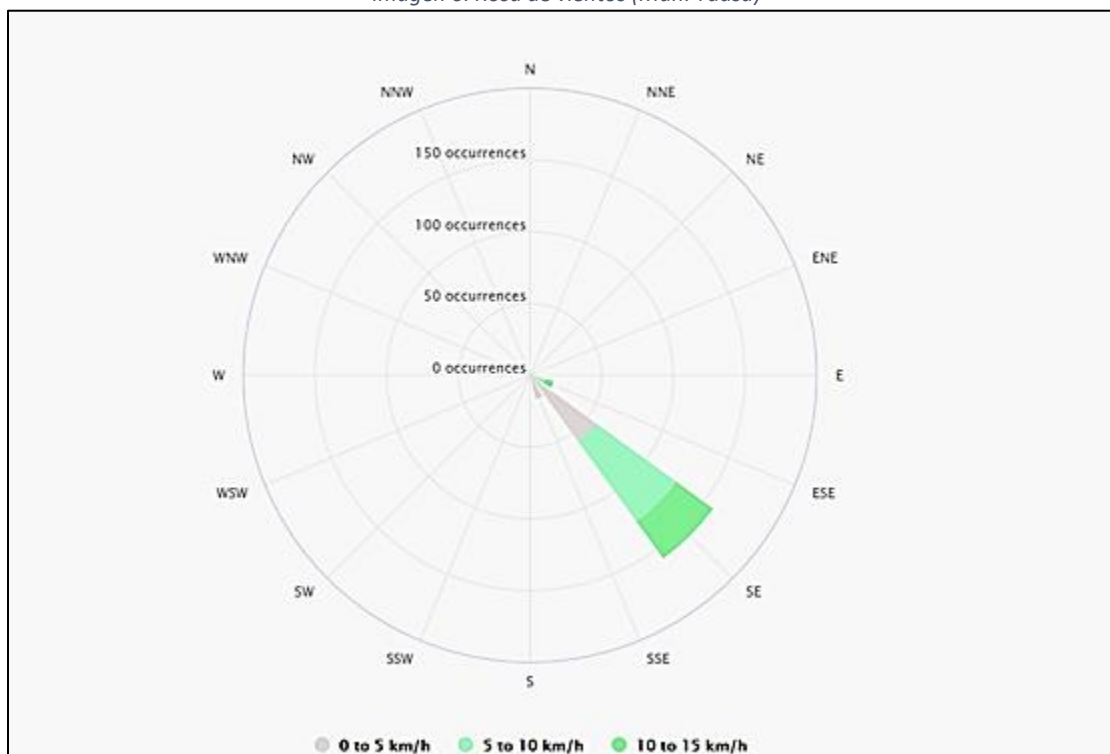 N
NNW NNE
NW NE
150 occurrences
100 occurrences
WNW ENE
50 occurrences
0 occurrences
W E
WSW ESE
SW SE
SSW SSE
S
0 to 5 km/h 5 to 10 km/h 10 to 15 km/h